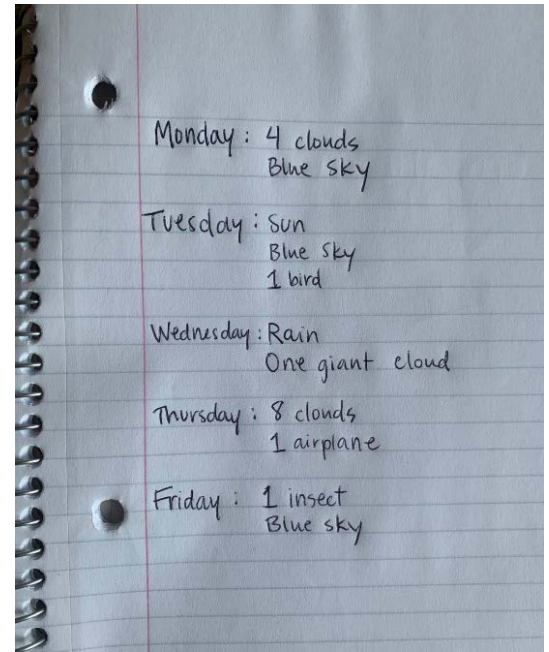 Monday : 4 clouds
Blue sky
Tuesday : Sun
Blue sky
1 bird
Wednesday : Rain
One giant cloud
Thursday : 8 clouds
1 airplane
Friday : 1 insect
Blue sky